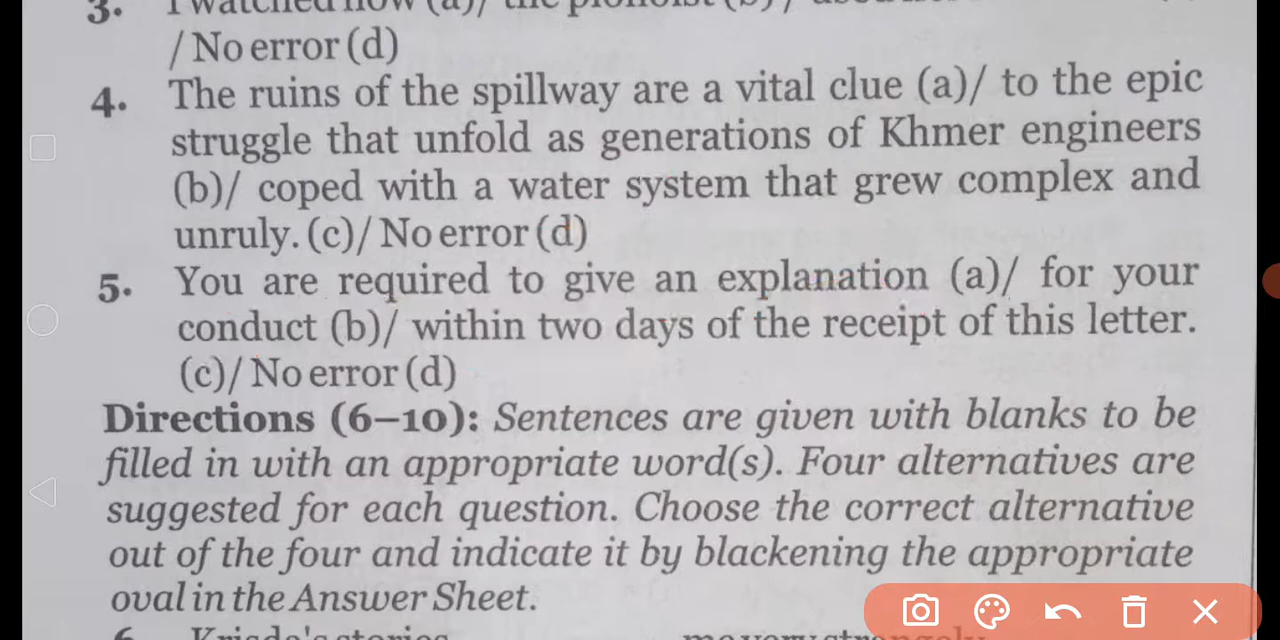 3. I watched how (a)/ the
/ No error (d)
4. The ruins of the spillway are a vital clue (a)/ to the epic
struggle that unfold as generations of Khmer engineers
(b)/ coped with a water system that grew complex and
unruly. (c)/ No error (d)
5. You are required to give an explanation (a)/ for your
conduct (b)/ within two days of the receipt of this letter.
(c)/ No error (d)
Directions (6–10): Sentences are given with blanks to be
filled in with an appropriate word(s). Four alternatives are
suggested for each question. Choose the correct alternative
out of the four and indicate it by blackening the appropriate
oval in the Answer Sheet.